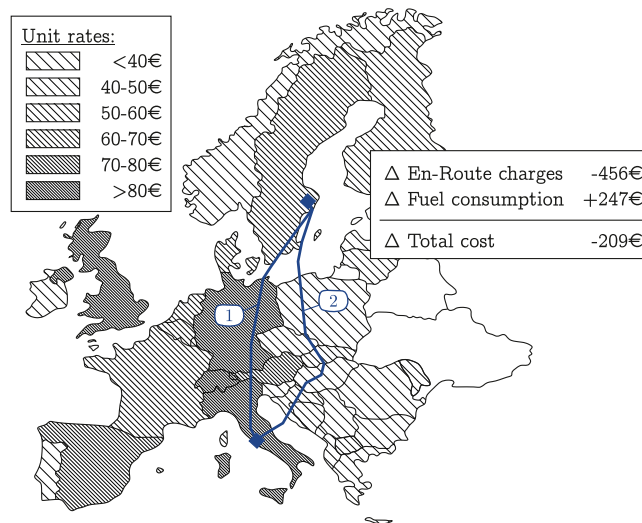 Unit rates:
<40€
40-50€
50-60€
60-70€
70-80€
>80€
Δ En-Route charges -456€
Δ Fuel consumption +247€
Δ Total cost -209€
1
2